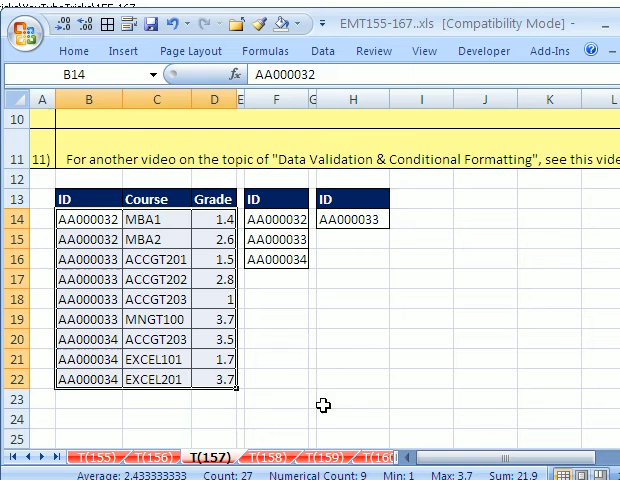 EMT155-167..xls [Compatibility Mode] -
Home Insert Page Layout Formulas Data Review View Developer Add-Ins
B14 fx AA000032
A B C D E F G H I J K L
10
11 11) For another video on the topic of "Data Validation & Conditional Formatting", see this vide
12
13 ID Course Grade ID ID
14 AA000032 MBA1 1.4 AA000032 AA000033
15 AA000032 MBA2 2.6 AA000033
16 AA000033 ACCGT201 1.5 AA000034
17 AA000033 ACCGT202 2.8
18 AA000033 ACCGT203 1
19 AA000033 MNGT100 3.7
20 AA000034 ACCGT203 3.5
21 AA000034 EXCEL101 1.7
22 AA000034 EXCEL201 3.7
23
24
25
T(155) T(156) T(157) T(158) T(159) T(160
Average: 2.433333333 Count: 27 Numerical Count: 9 Min: 1 Max: 3.7 Sum: 21.9